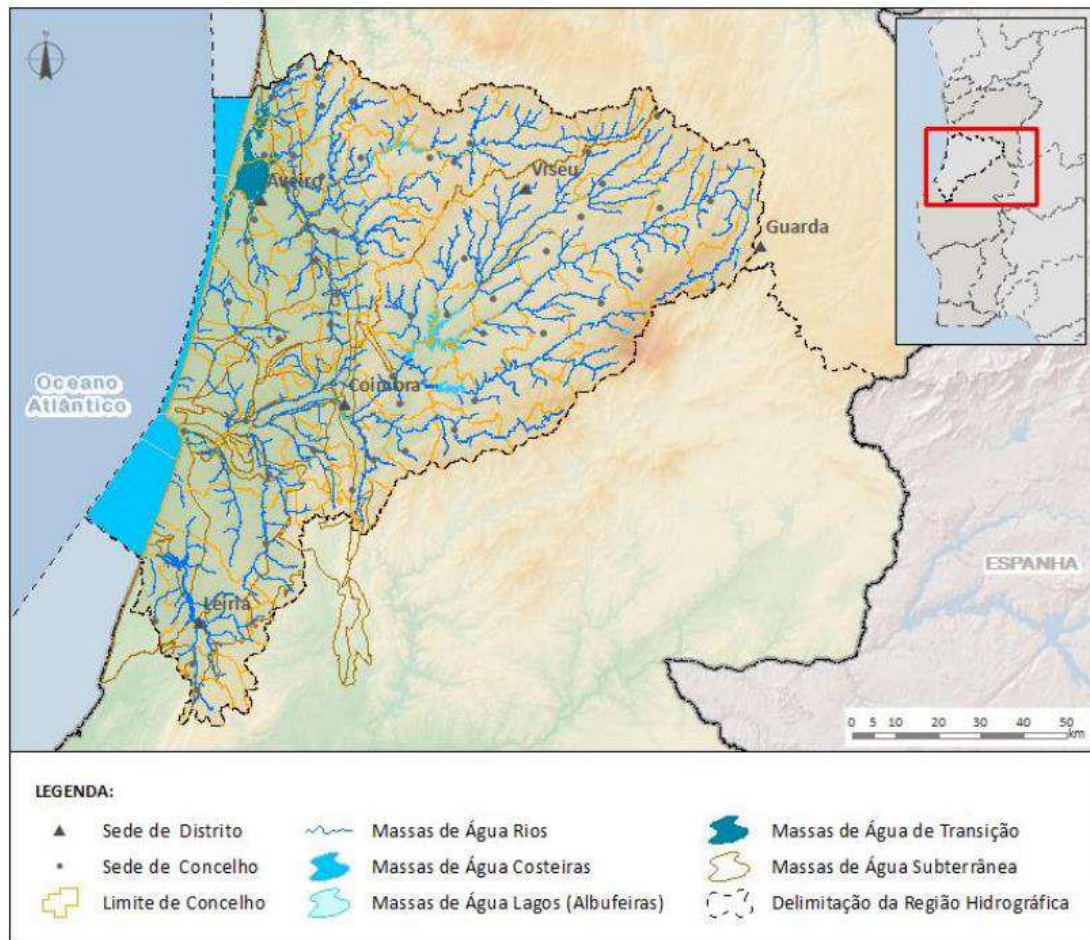 Aveiro
Viseu
Guarda
Oceano
Atlântico
Coimbra
ESPANHA
Leiria
0 5 10 20 30 40 50
km
LEGENDA:
Sede de Distrito
Massas de Água Rios
Massas de Água de Transição
Sede de Concelho
Massas de Água Costeiras
Massas de Água Subterrânea
Limite de Concelho
Massas de Água Lagos (Albufeiras)
Delimitação da Região Hidrográfica